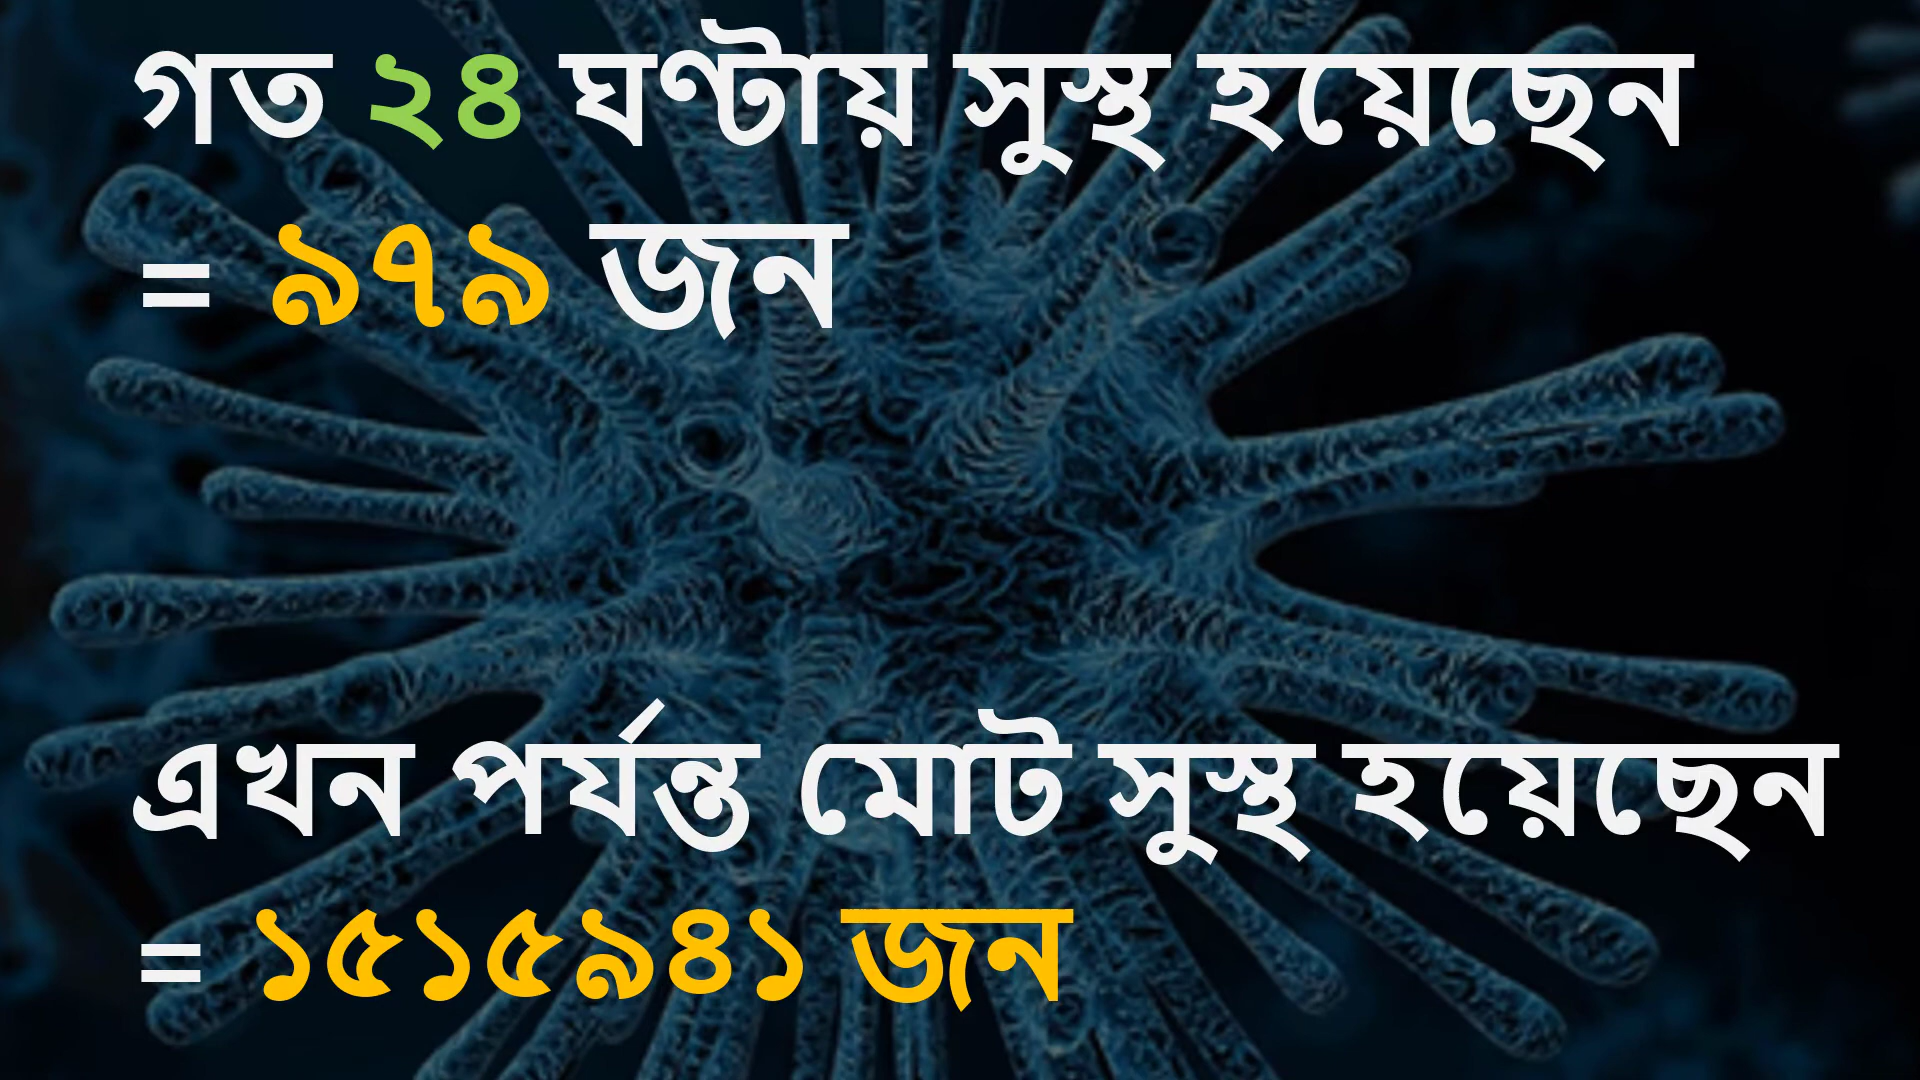 গত ২৪ ঘণ্টায় সুস্থ হয়েছেন
= ৯৭৯ জন
এখন পর্যন্ত মোট সুস্থ হয়েছেন
= ১৫১৫৯৪১ জন